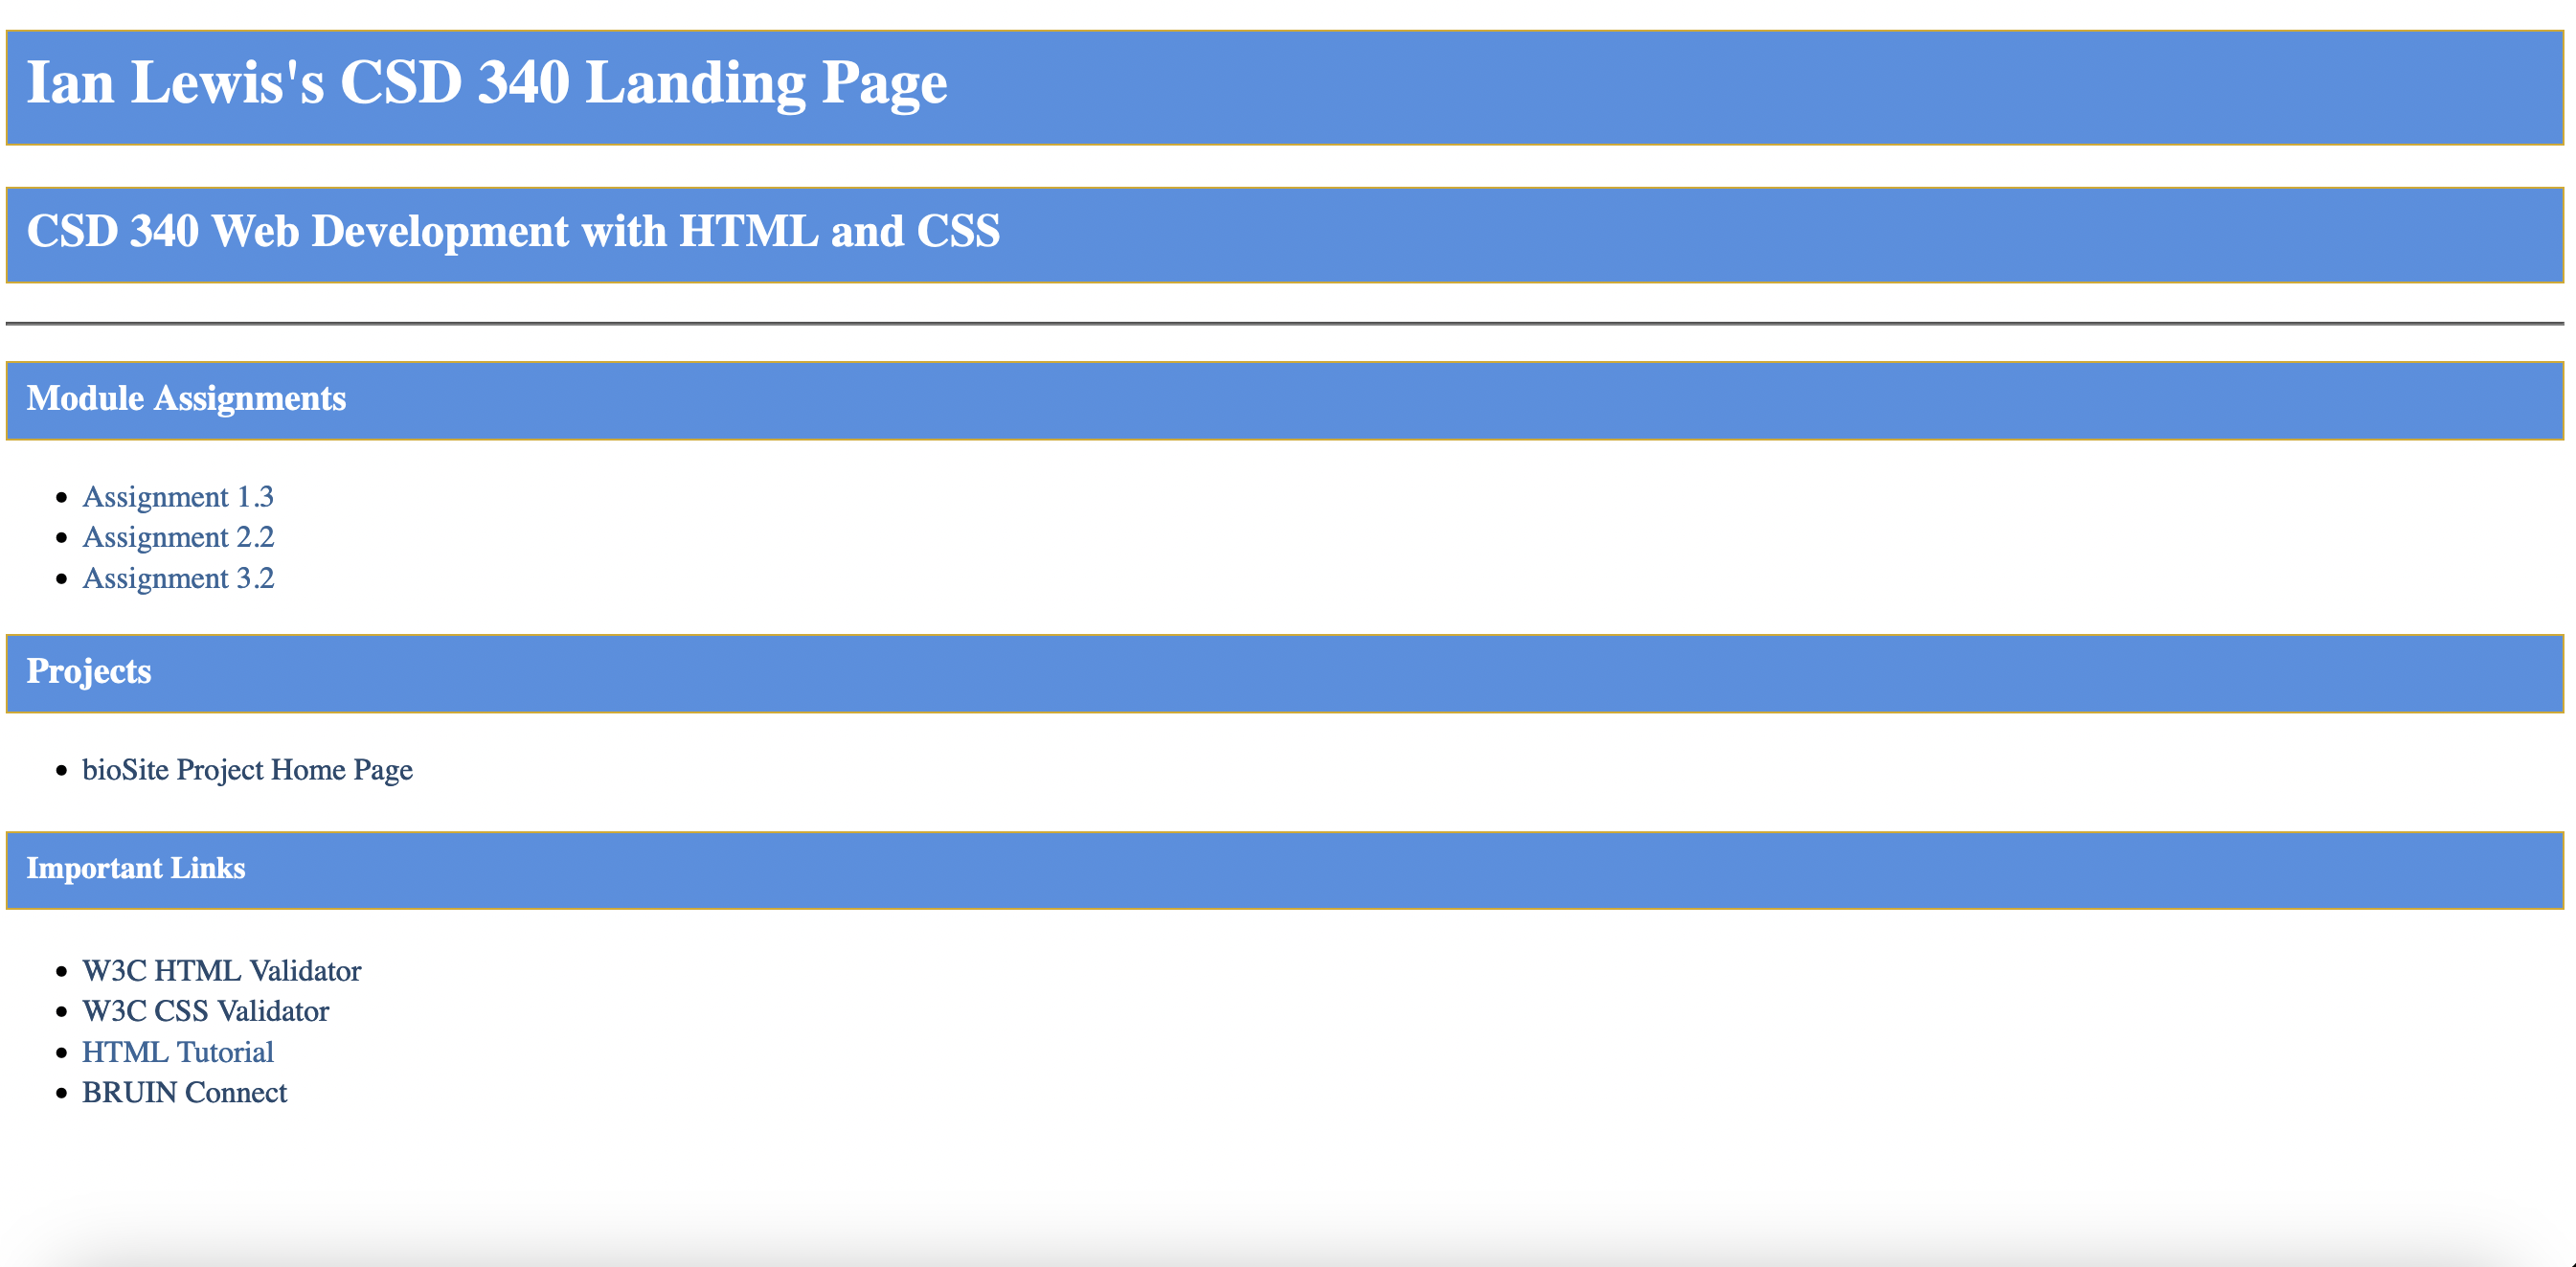 Ian Lewis's CSD 340 Landing Page
CSD 340 Web Development with HTML and CSS
Module Assignments
Assignment 1.3
Assignment 2.2
Assignment 3.2
Projects
bioSite Project Home Page
Important Links
W3C HTML Validator
W3C CSS Validator
HTML Tutorial
BRUIN Connect